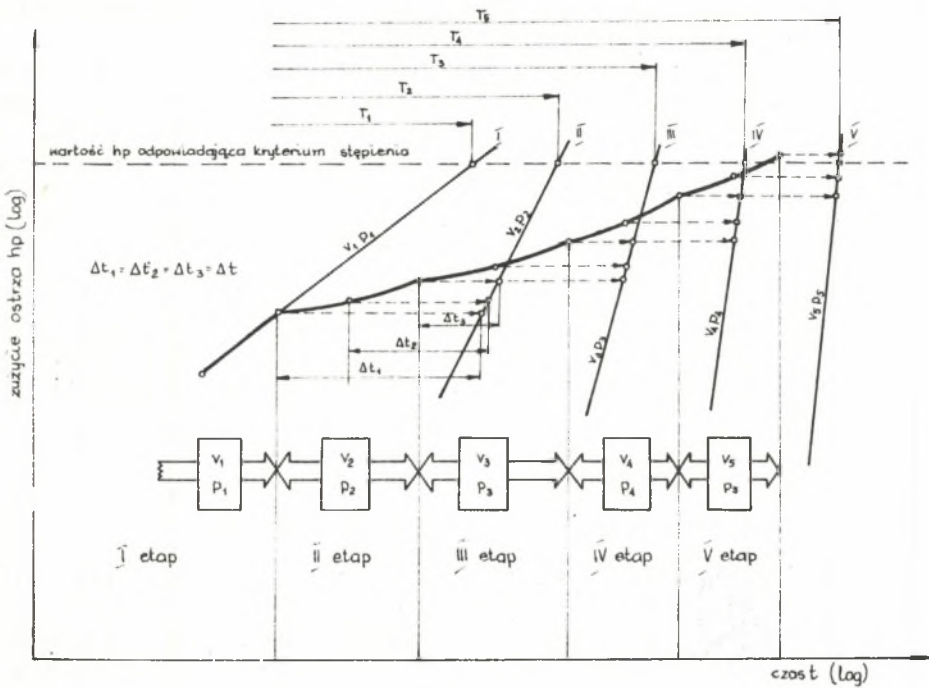 T5
T4
T3
T2
T1
I
II
III
IV
V
wartość hp odpowiadająca kryterium stępienia
zużycie ostrza hp (log)
v1 p1
v2 p2
Δt1 = Δt2 = Δt3 = Δt
Δt3
Δt2
Δt1
v3 p3
v4 p4
v5 p5
v1
p1
v2
p2
v3
p3
v4
p4
v5
p5
I etap
II etap
III etap
IV etap
V etap
czas t (log)